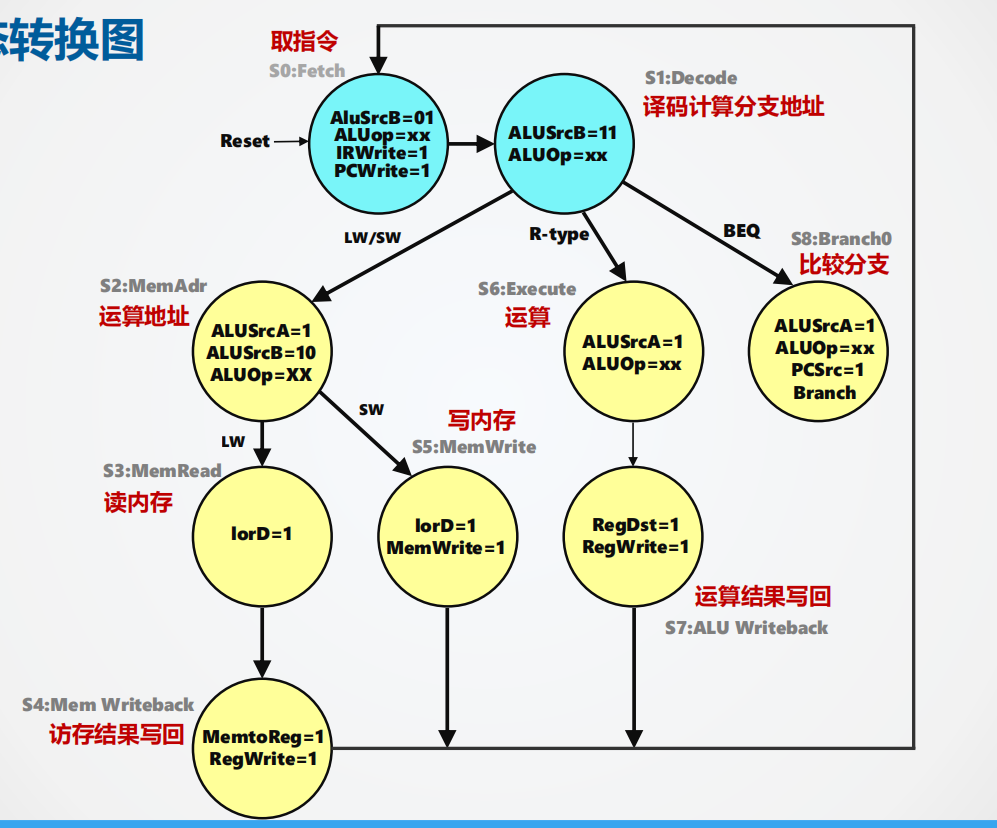 转换图
取指令
S0:Fetch
Reset
AluSrcB=01
ALUop=xx
IRWrite=1
PCWrite=1
S1:Decode
译码计算分支地址
ALUSrcB=11
ALUOp=xx
LW/SW
R-type
BEQ
S2:MemAdr
运算地址
ALUSrcA=1
ALUSrcB=10
ALUOp=XX
S6:Execute
运算
ALUSrcA=1
ALUOp=xx
S8:Branch0
比较分支
ALUSrcA=1
ALUOp=xx
PCSrc=1
Branch
LW
SW
S3:MemRead
读内存
IorD=1
写内存
S5:MemWrite
IorD=1
MemWrite=1
RegDst=1
RegWrite=1
运算结果写回
S7:ALU Writeback
S4:Mem Writeback
访存结果写回
MemtoReg=1
RegWrite=1